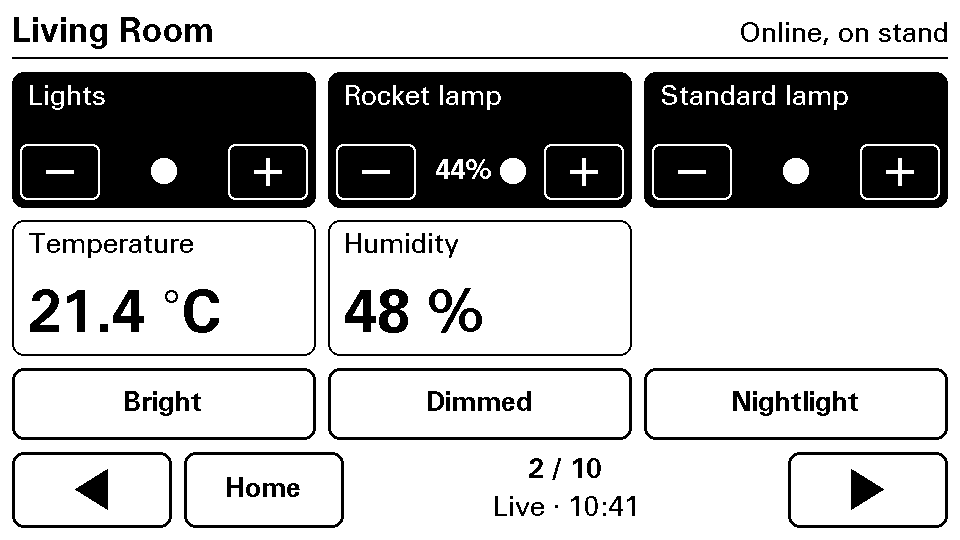 Living Room
Online, on stand
Lights
Rocket lamp
Standard lamp
− +
− 44% +
− +
Temperature
Humidity
21.4 °C
48 %
Bright
Dimmed
Nightlight
Home
2 / 10
Live · 10:41